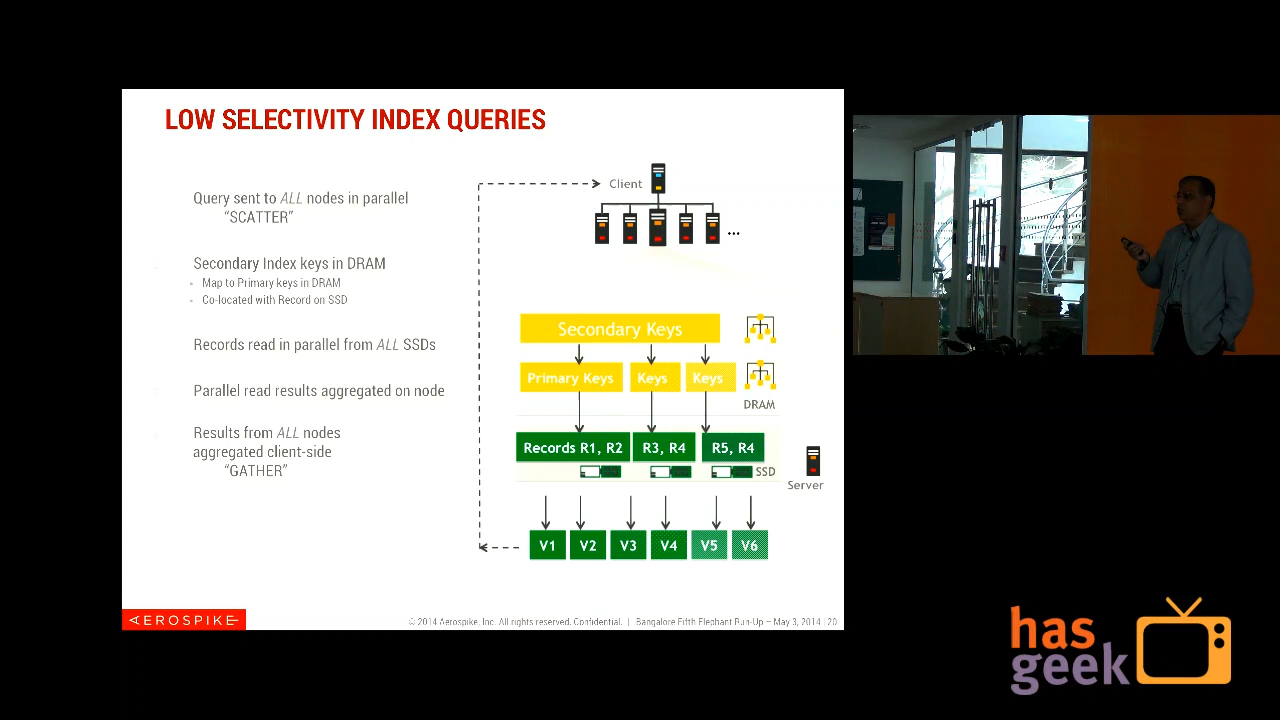 LOW SELECTIVITY INDEX QUERIES
Query sent to ALL nodes in parallel
"SCATTER"
Secondary Index keys in DRAM
Map to Primary keys in DRAM
Co-located with Record on SSD
Records read in parallel from ALL SSDs
Parallel read results aggregated on node
Results from ALL nodes
aggregated client-side
"GATHER"
Client
...
Secondary Keys
Primary Keys Keys Keys
DRAM
Records R1, R2 R3, R4 R5, R4
SSD
Server
V1 V2 V3 V4 V5 V6
AEROSPIKE
© 2014 Aerospike, Inc. All rights reserved. Confidential. | Bangalore Fifth Elephant Run-Up – May 3, 2014 | 20
has
geek